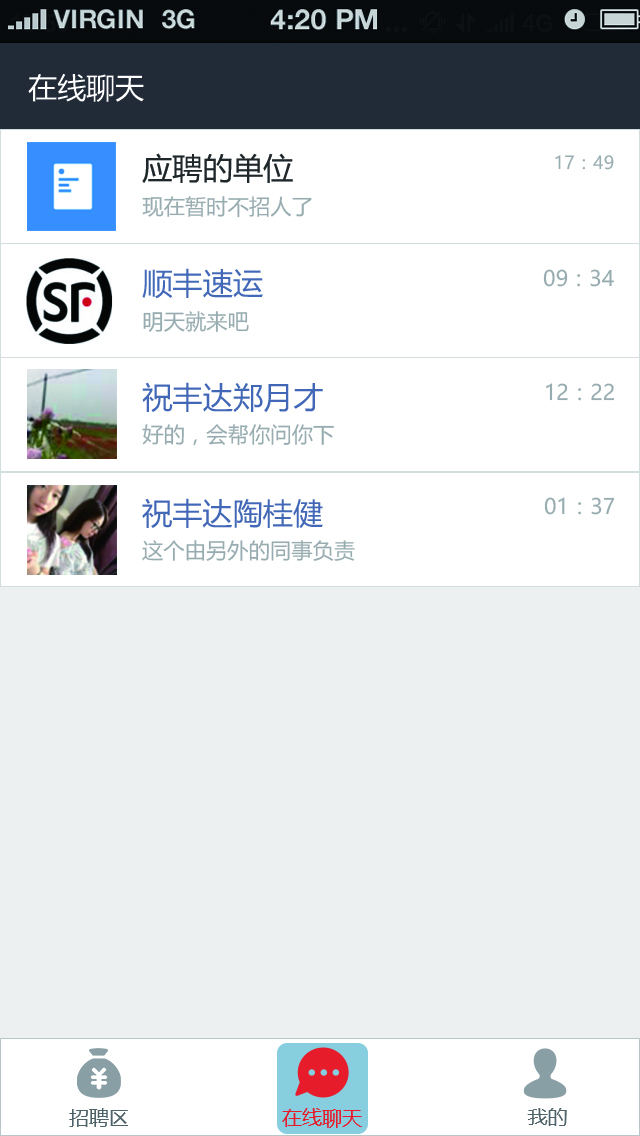 VIRGIN 3G 4:20 PM 4G
在线聊天
应聘的单位 17：49
现在暂时不招人了
SF
顺丰速运 09：34
明天就来吧
祝丰达郑月才 12：22
好的，会帮你问你下
祝丰达陶桂健 01：37
这个由另外的同事负责
¥
招聘区 在线聊天 我的